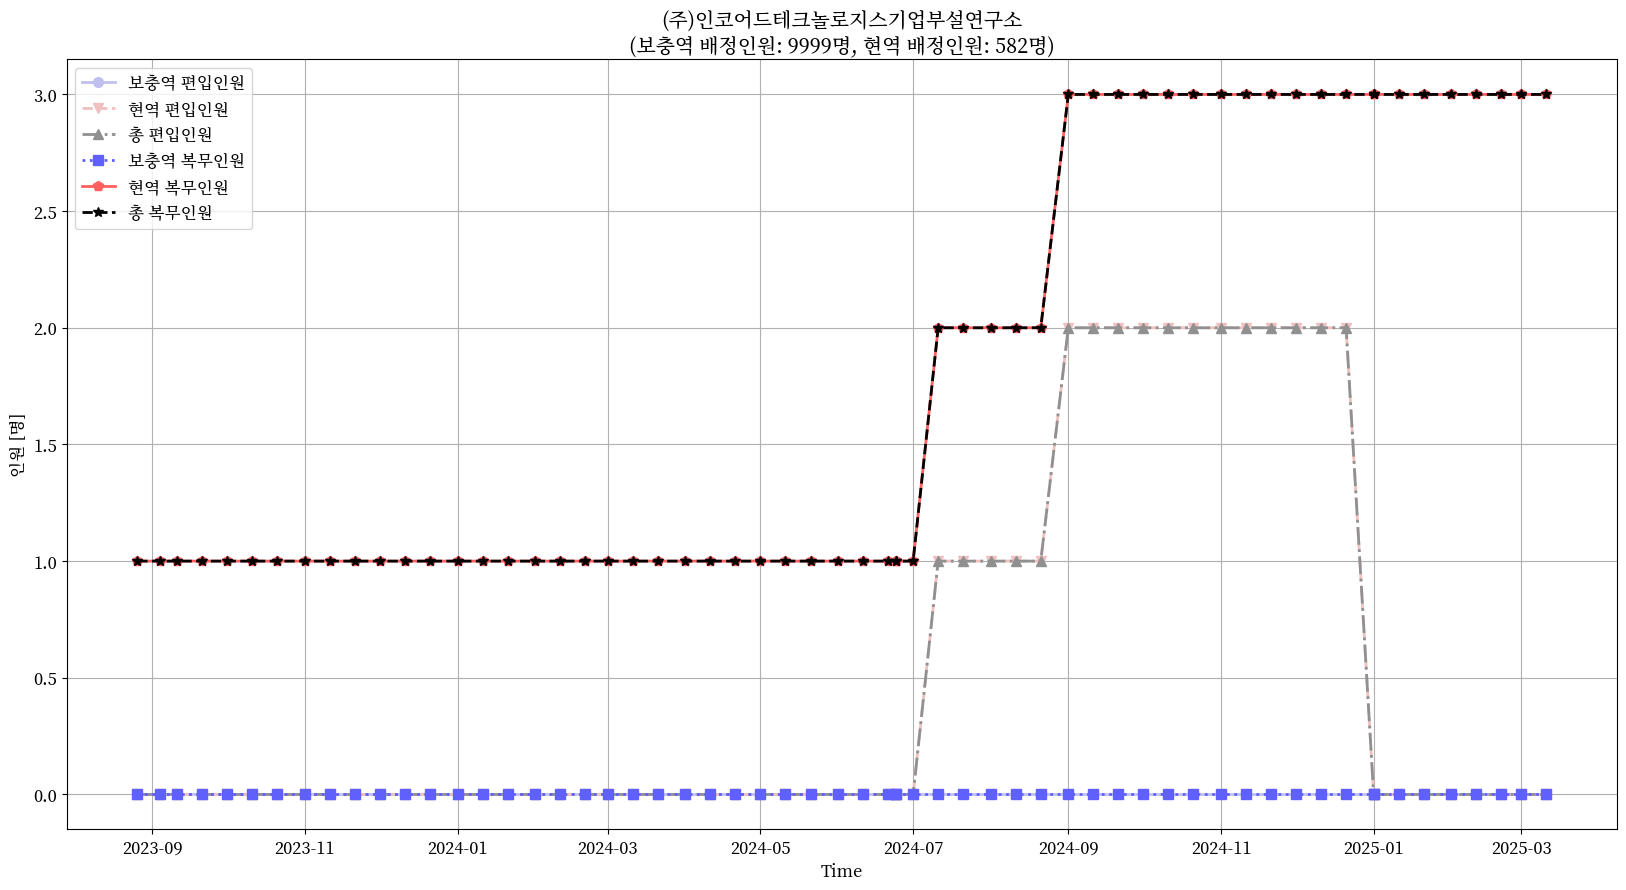 (주)인코어드테크놀로지스기업부설연구소
(보충역 배정인원: 9999명, 현역 배정인원: 582명)
보충역 편입인원
현역 편입인원
총 편입인원
보충역 복무인원
현역 복무인원
총 복무인원
인원 [명]
3.0
2.5
2.0
1.5
1.0
0.5
0.0
2023-09
2023-11
2024-01
2024-03
2024-05
2024-07
2024-09
2024-11
2025-01
2025-03
Time